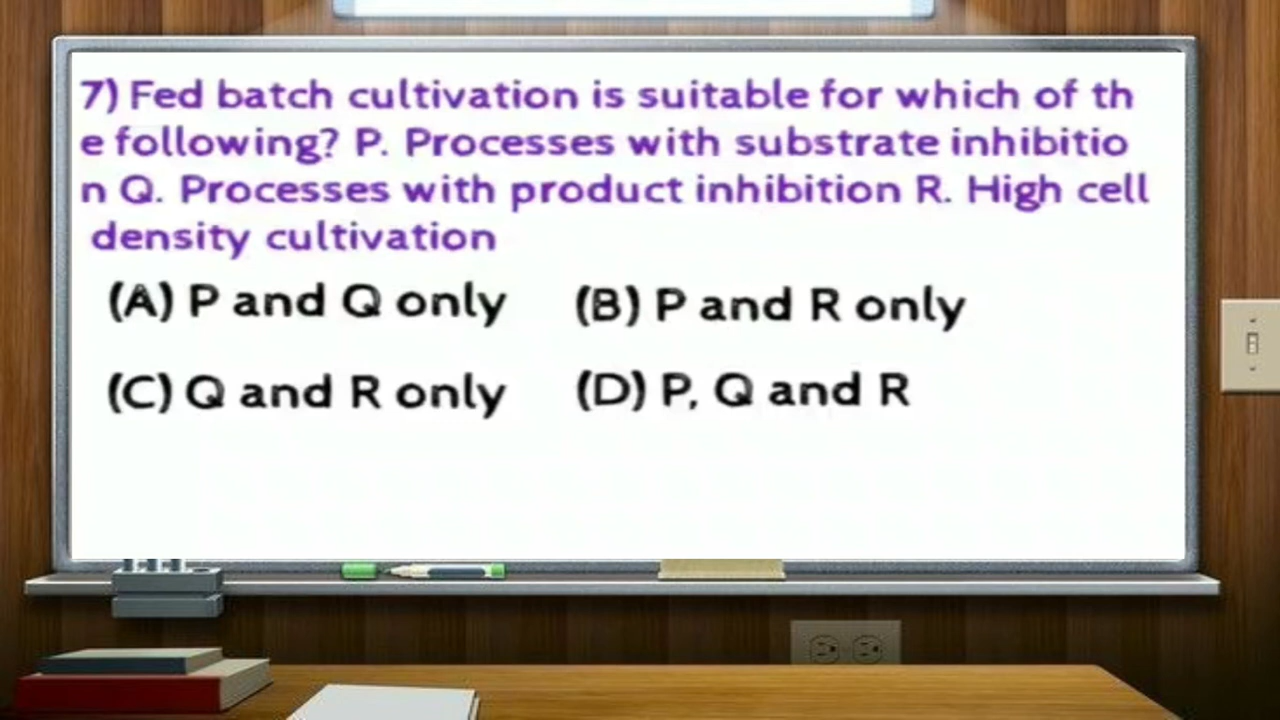 7) Fed batch cultivation is suitable for which of th
e following? P. Processes with substrate inhibitio
n Q. Processes with product inhibition R. High cell
density cultivation
(A) P and Q only (B) P and R only
(C) Q and R only (D) P, Q and R